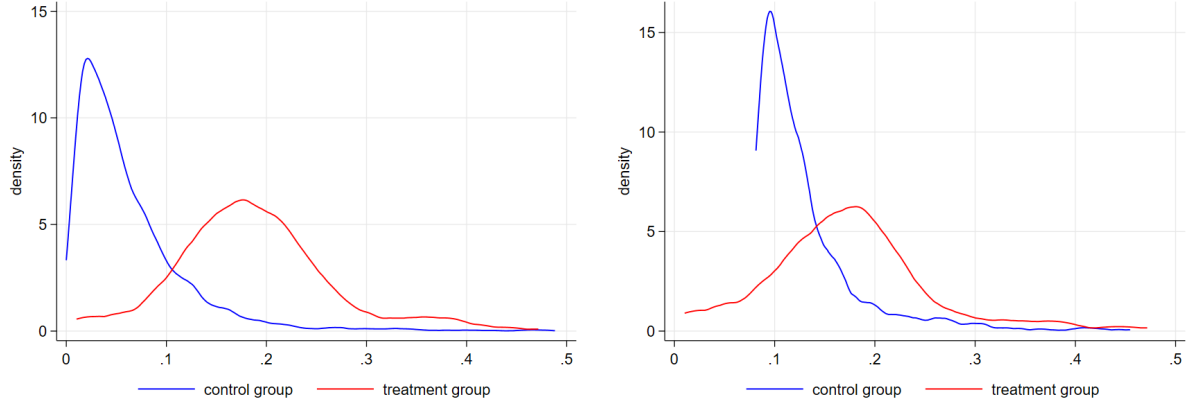 15
10
5
0
density
0 .1 .2 .3 .4 .5
control group treatment group
15
10
5
0
density
0 .1 .2 .3 .4 .5
control group treatment group